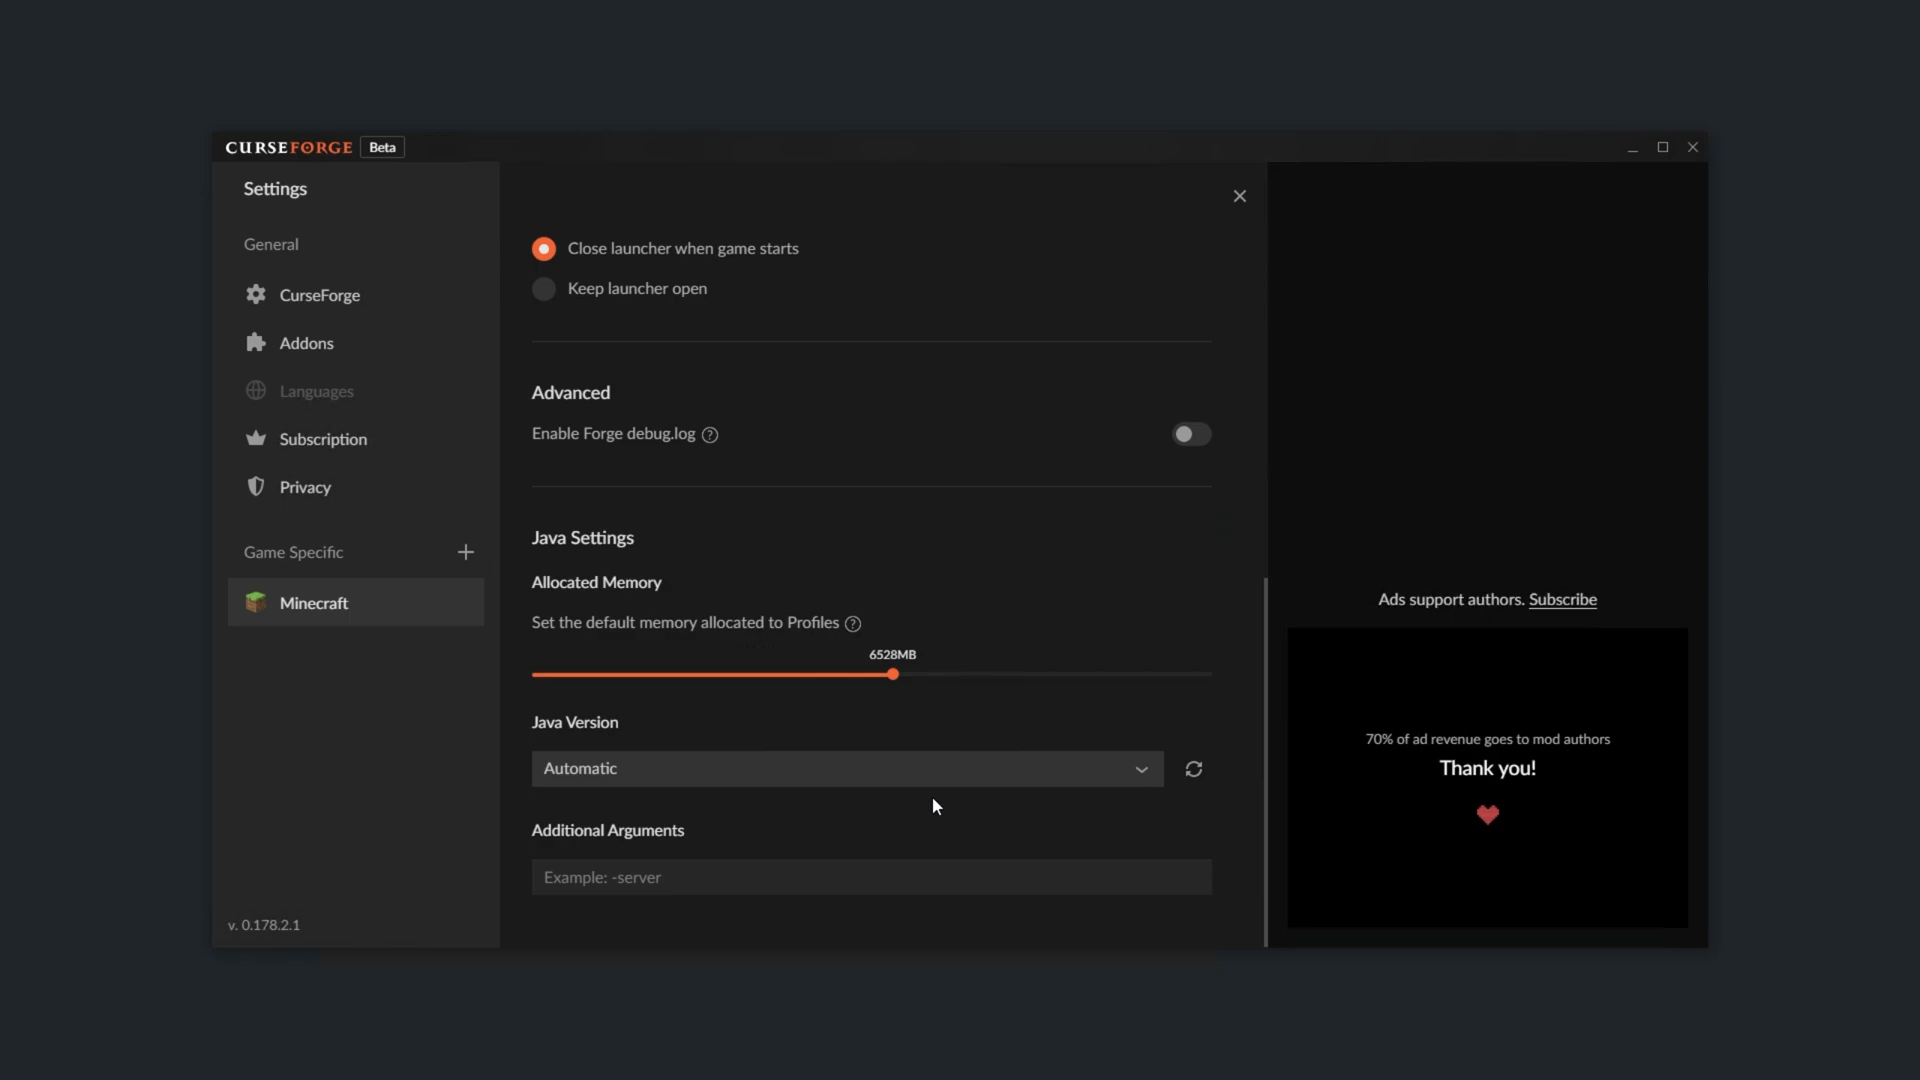 CURSEFORGE Beta
Settings
General
CurseForge
Addons
Languages
Subscription
Privacy
Game Specific
Minecraft
v. 0.178.2.1
Close launcher when game starts
Keep launcher open
Advanced
Enable Forge debug.log ?
Java Settings
Allocated Memory
Set the default memory allocated to Profiles ?
6528MB
Java Version
Automatic
Additional Arguments
Example: -server
Ads support authors. Subscribe
70% of ad revenue goes to mod authors
Thank you!